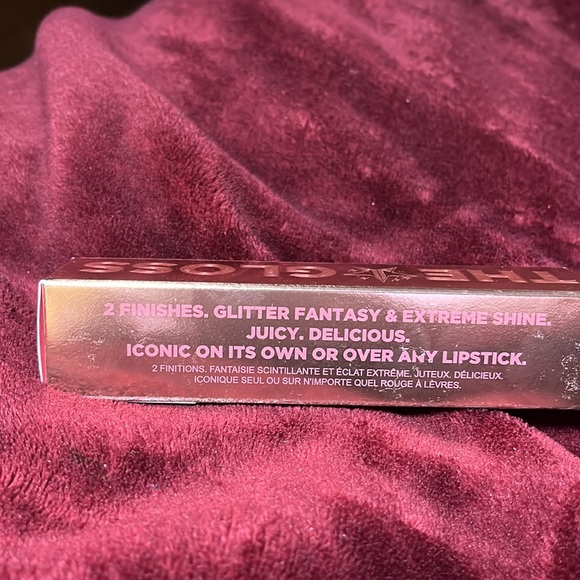 THE GLOSS
2 FINISHES. GLITTER FANTASY & EXTREME SHINE.
JUICY. DELICIOUS.
ICONIC ON ITS OWN OR OVER ANY LIPSTICK.
2 FINITIONS. FANTAISIE SCINTILLANTE ET ÉCLAT EXTRÊME. JUTEUX. DÉLICIEUX.
ICONIQUE SEUL OU SUR N'IMPORTE QUEL ROUGE À LÈVRES.